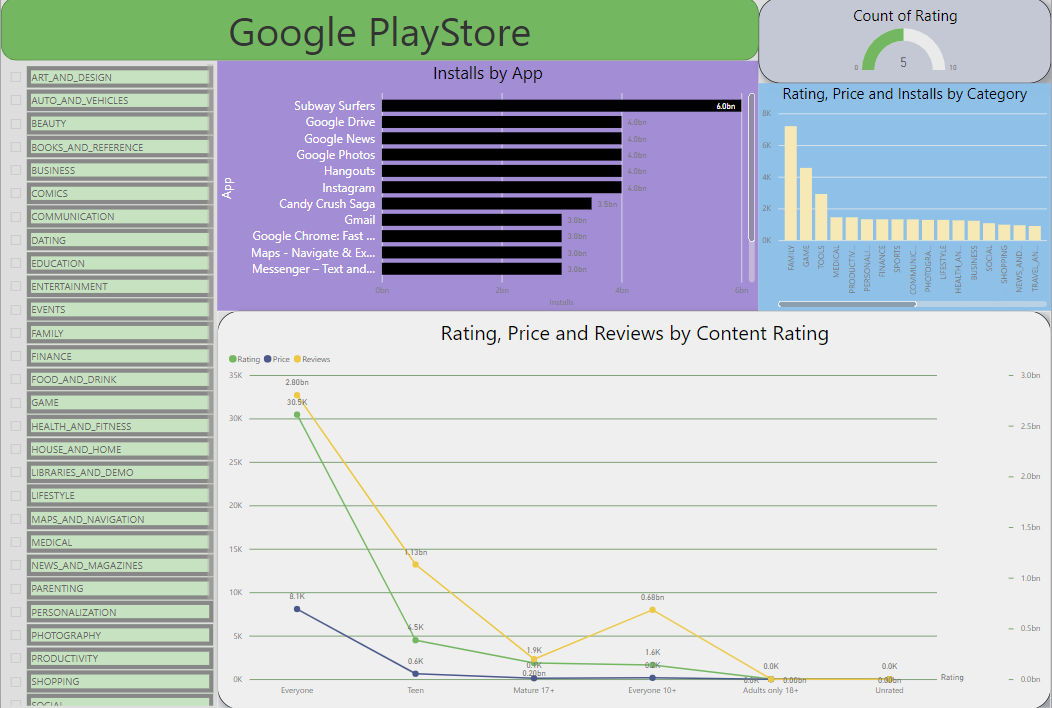 Google PlayStore
Count of Rating
5
0
10
ART_AND_DESIGN
AUTO_AND_VEHICLES
BEAUTY
BOOKS_AND_REFERENCE
BUSINESS
COMICS
COMMUNICATION
DATING
EDUCATION
ENTERTAINMENT
EVENTS
FAMILY
FINANCE
FOOD_AND_DRINK
GAME
HEALTH_AND_FITNESS
HOUSE_AND_HOME
LIBRARIES_AND_DEMO
LIFESTYLE
MAPS_AND_NAVIGATION
MEDICAL
NEWS_AND_MAGAZINES
PARENTING
PERSONALIZATION
PHOTOGRAPHY
PRODUCTIVITY
SHOPPING
SOCIAL
Installs by App
App
Subway Surfers 6.0bn
Google Drive 4.0bn
Google News 4.0bn
Google Photos 4.0bn
Hangouts 4.0bn
Instagram 4.0bn
Candy Crush Saga 3.5bn
Gmail 3.0bn
Google Chrome: Fast ... 3.0bn
Maps - Navigate & Ex... 3.0bn
Messenger – Text and... 3.0bn
0bn 2bn 4bn 6bn
Installs
Rating, Price and Installs by Category
8K
6K
4K
2K
0K
FAMILY
GAME
TOOLS
MEDICAL
PRODUCTIV...
PERSONALI...
FINANCE
SPORTS
COMMUNIC...
PHOTOGRA...
LIFESTYLE
HEALTH_AN...
BUSINESS
SOCIAL
SHOPPING
NEWS_AND_...
TRAVEL_AN...
Rating, Price and Reviews by Content Rating
Rating Price Reviews
35K
30K
25K
20K
15K
10K
5K
0K
3.0bn
2.5bn
2.0bn
1.5bn
1.0bn
0.5bn
0.0bn
2.80bn
30.5K
8.1K
1.13bn
4.5K
0.6K
1.9K
0.20bn
0.68bn
1.6K
0.0K
0.00bn
0.0K
0.00bn
Everyone Teen Mature 17+ Everyone 10+ Adults only 18+ Unrated
Rating